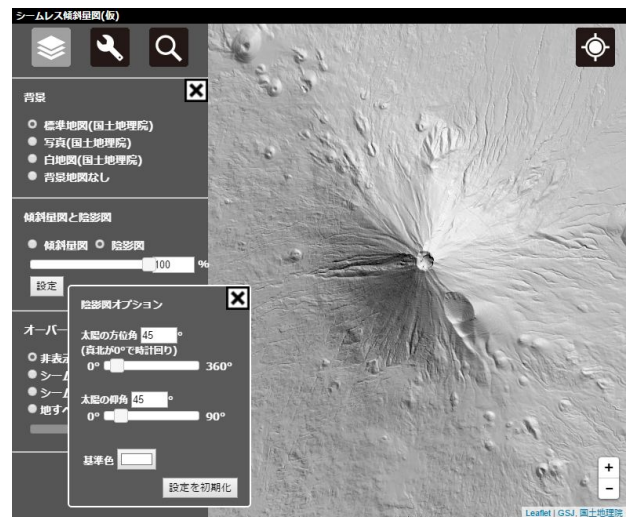 シームレス傾斜量図(仮)
背景
標準地図(国土地理院)
写真(国土地理院)
白地図(国土地理院)
背景地図なし
傾斜量図と陰影図
傾斜量図 陰影図
100 %
設定
陰影図オプション
太陽の方位角 45 °
(真北が0°で時計回り)
0° 360°
太陽の仰角 45 °
0° 90°
基準色
設定を初期化
オーバー
非表示
シーム
シーム
地すべ
+
−
Leaflet | GSJ, 国土地理院